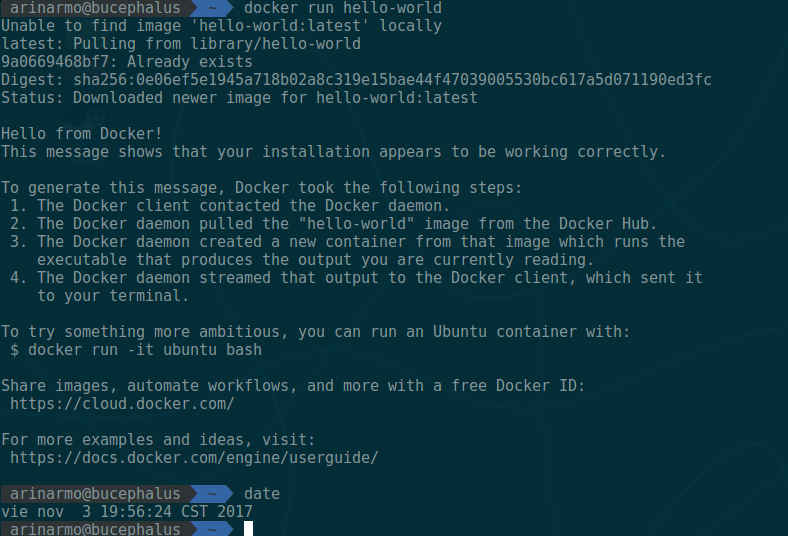 arinarmo@bucephalus ~ docker run hello-world
Unable to find image 'hello-world:latest' locally
latest: Pulling from library/hello-world
9a0669468bf7: Already exists
Digest: sha256:0e06ef5e1945a718b02a8c319e15bae44f47039005530bc617a5d071190ed3fc
Status: Downloaded newer image for hello-world:latest

Hello from Docker!
This message shows that your installation appears to be working correctly.

To generate this message, Docker took the following steps:
 1. The Docker client contacted the Docker daemon.
 2. The Docker daemon pulled the "hello-world" image from the Docker Hub.
 3. The Docker daemon created a new container from that image which runs the
    executable that produces the output you are currently reading.
 4. The Docker daemon streamed that output to the Docker client, which sent it
    to your terminal.

To try something more ambitious, you can run an Ubuntu container with:
 $ docker run -it ubuntu bash

Share images, automate workflows, and more with a free Docker ID:
 https://cloud.docker.com/

For more examples and ideas, visit:
 https://docs.docker.com/engine/userguide/

arinarmo@bucephalus ~ date
vie nov  3 19:56:24 CST 2017
arinarmo@bucephalus ~